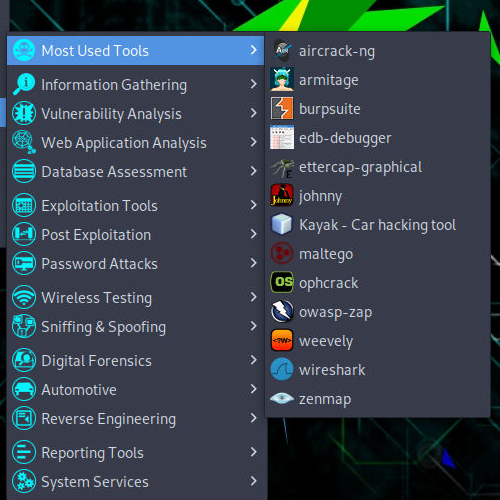 Most Used Tools
Information Gathering
Vulnerability Analysis
Web Application Analysis
Database Assessment
Exploitation Tools
Post Exploitation
Password Attacks
Wireless Testing
Sniffing & Spoofing
Digital Forensics
Automotive
Reverse Engineering
Reporting Tools
System Services
aircrack-ng
armitage
burpsuite
edb-debugger
ettercap-graphical
johnny
Kayak - Car hacking tool
maltego
ophcrack
owasp-zap
weevely
wireshark
zenmap